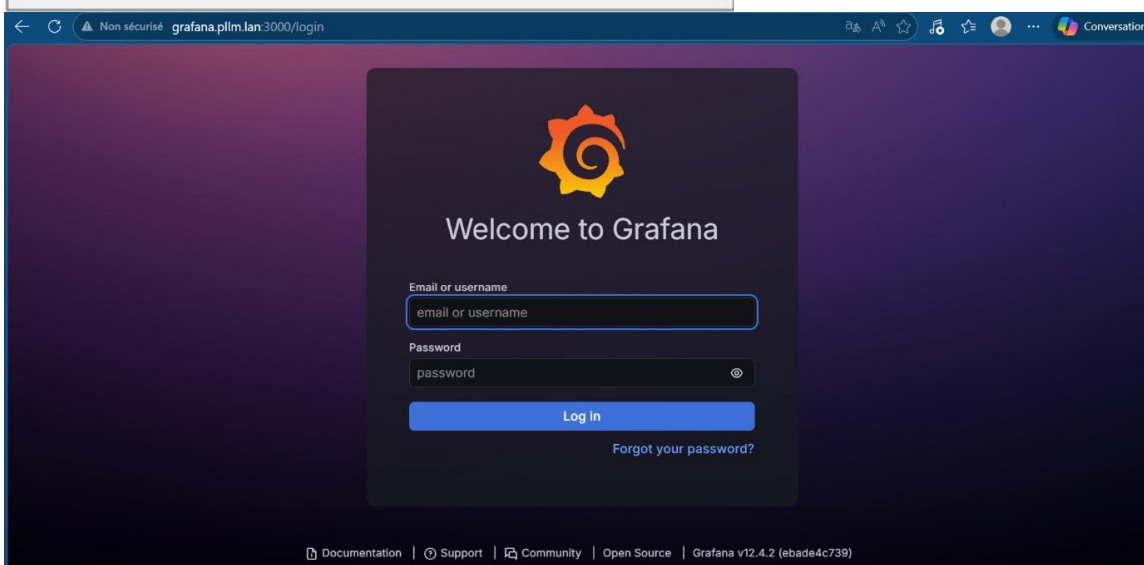 Non sécurisé grafana.pllm.lan:3000/login Conversation
Welcome to Grafana
Email or username
email or username
Password
password
Log in
Forgot your password?
Documentation | Support | Community | Open Source | Grafana v12.4.2 (ebade4c739)